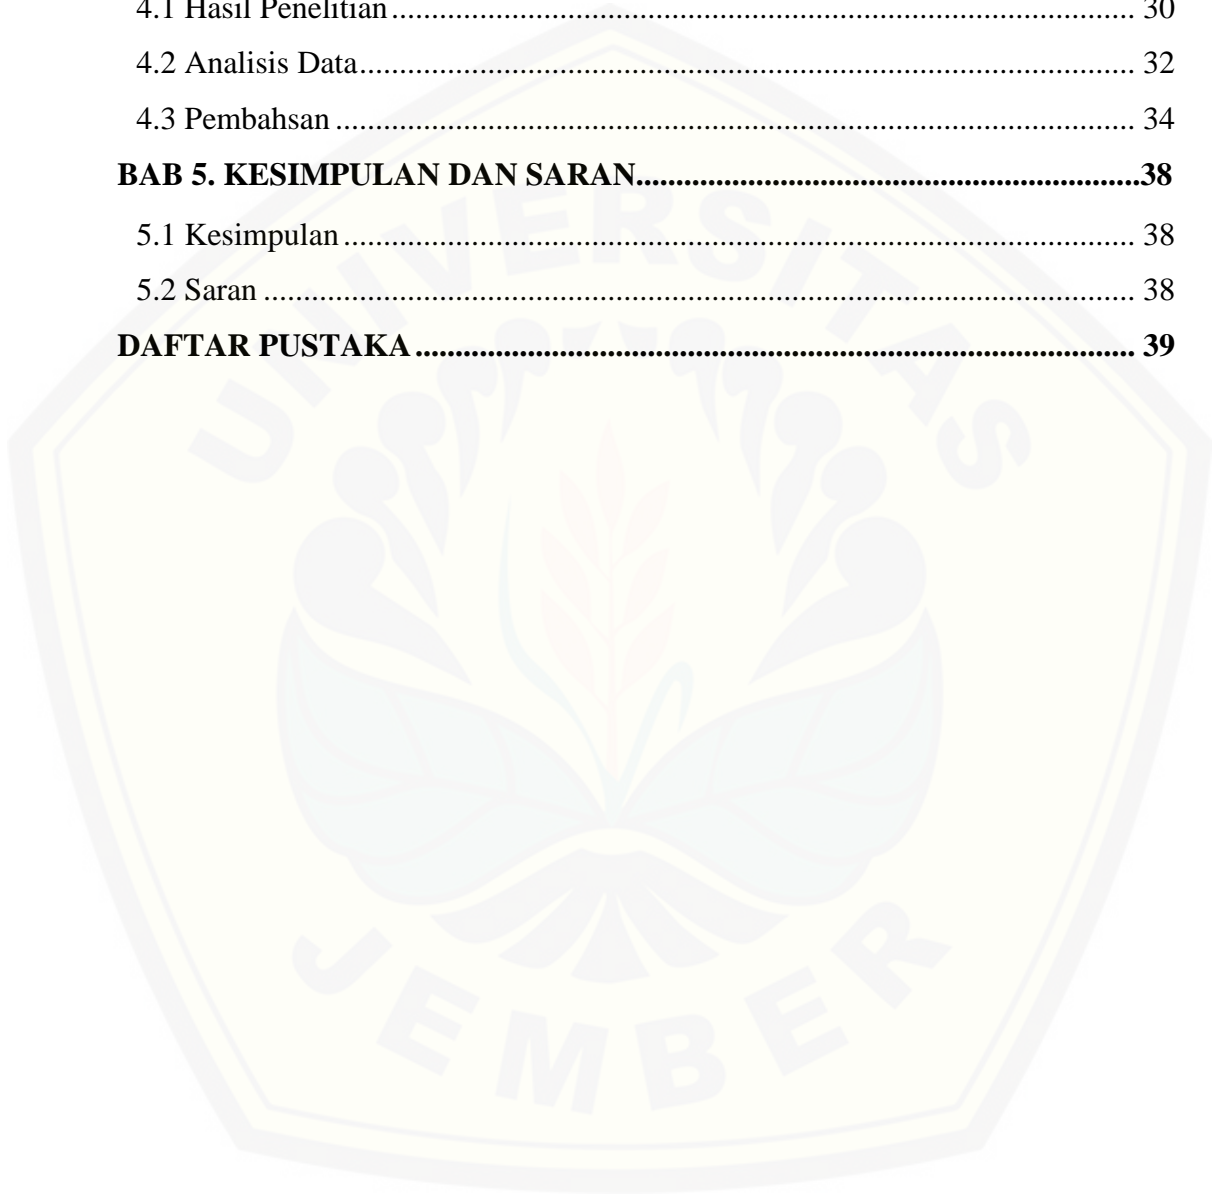 4.1 Hasil Penelitian............................................................................................. 30
4.2 Analisis Data................................................................................................. 32
4.3 Pembahsan.................................................................................................... 34
BAB 5. KESIMPULAN DAN SARAN................................................................38
5.1 Kesimpulan................................................................................................... 38
5.2 Saran............................................................................................................. 38
DAFTAR PUSTAKA.......................................................................................... 39
UNIVERSITAS
JEMBER